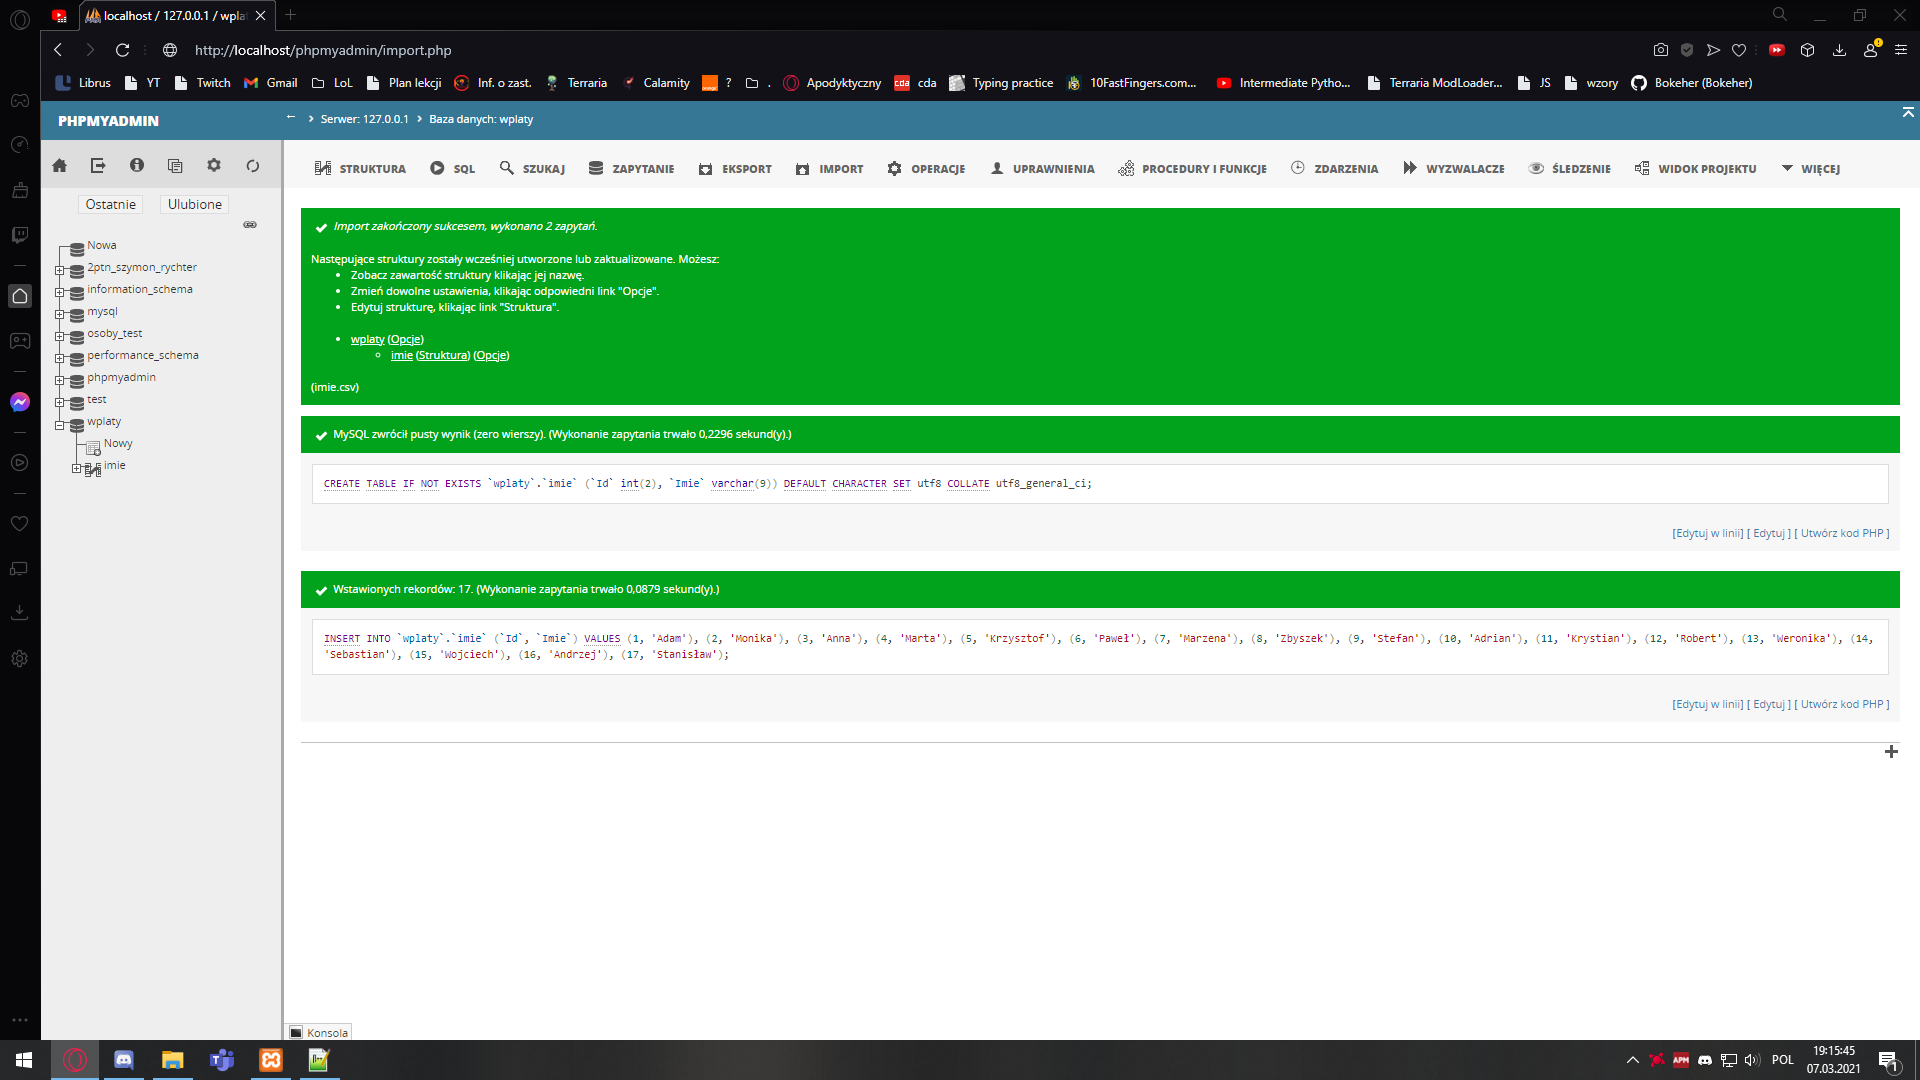 localhost / 127.0.0.1 / wpła
http://localhost/phpmyadmin/import.php
Librus YT Twitch Gmail LoL Plan lekcji Inf. o zast. Terraria Calamity ? . Apodyktyczny cda cda Typing practice 10FastFingers.com... Intermediate Pytho... Terraria ModLoader... JS wzory Bokeher (Bokeher)
PHPMYADMIN
← › Serwer: 127.0.0.1 › Baza danych: wplaty
STRUKTURA SQL SZUKAJ ZAPYTANIE EKSPORT IMPORT OPERACJE UPRAWNIENIA PROCEDURY I FUNKCJE ZDARZENIA WYZWALACZE ŚLEDZENIE WIDOK PROJEKTU WIĘCEJ
Ostatnie Ulubione
Nowa
2ptn_szymon_rychter
information_schema
mysql
osoby_test
performance_schema
phpmyadmin
test
wplaty
Nowy
imie
Import zakończony sukcesem, wykonano 2 zapytań.
Następujące struktury zostały wcześniej utworzone lub zaktualizowane. Możesz:
• Zobacz zawartość struktury klikając jej nazwę.
• Zmień dowolne ustawienia, klikając odpowiedni link "Opcje".
• Edytuj strukturę, klikając link "Struktura".
• wplaty (Opcje)
◦ imie (Struktura) (Opcje)
(imie.csv)
MySQL zwrócił pusty wynik (zero wierszy). (Wykonanie zapytania trwało 0,2296 sekund(y).)
CREATE TABLE IF NOT EXISTS `wplaty`.`imie` (`Id` int(2), `Imie` varchar(9)) DEFAULT CHARACTER SET utf8 COLLATE utf8_general_ci;
[Edytuj w linii] [ Edytuj ] [ Utwórz kod PHP ]
Wstawionych rekordów: 17. (Wykonanie zapytania trwało 0,0879 sekund(y).)
INSERT INTO `wplaty`.`imie` (`Id`, `Imie`) VALUES (1, 'Adam'), (2, 'Monika'), (3, 'Anna'), (4, 'Marta'), (5, 'Krzysztof'), (6, 'Paweł'), (7, 'Marzena'), (8, 'Zbyszek'), (9, 'Stefan'), (10, 'Adrian'), (11, 'Krystian'), (12, 'Robert'), (13, 'Weronika'), (14,
'Sebastian'), (15, 'Wojciech'), (16, 'Andrzej'), (17, 'Stanisław');
[Edytuj w linii] [ Edytuj ] [ Utwórz kod PHP ]
Konsola
APM POL 19:15:45
07.03.2021
1